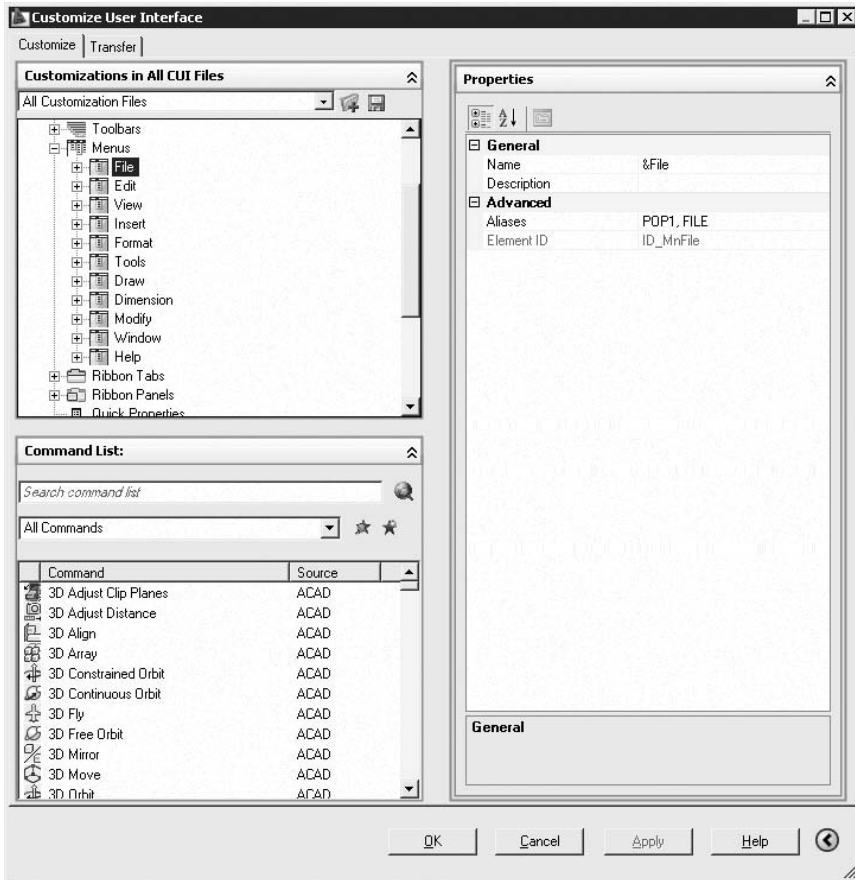 Customize User Interface
Customize Transfer
Customizations in All CUI Files
All Customization Files
Toolbars
Menus
File
Edit
View
Insert
Format
Tools
Draw
Dimension
Modify
Window
Help
Ribbon Tabs
Ribbon Panels
Quick Properties
Command List:
Search command list
All Commands
Command Source
3D Adjust Clip Planes ACAD
3D Adjust Distance ACAD
3D Align ACAD
3D Array ACAD
3D Constrained Orbit ACAD
3D Continuous Orbit ACAD
3D Fly ACAD
3D Free Orbit ACAD
3D Mirror ACAD
3D Move ACAD
3D Orbit ACAD
Properties
General
Name &File
Description
Advanced
Aliases POP1, FILE
Element ID ID_MnFile
General
OK Cancel Apply Help